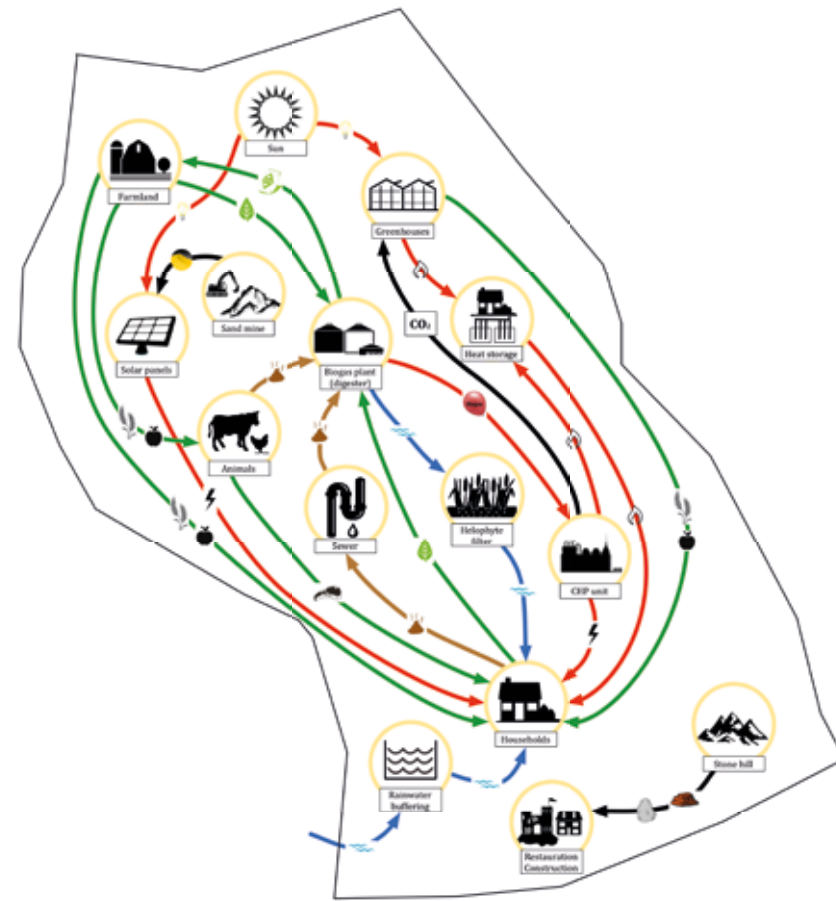 Sun
Farmland
Greenhouses
CO₂
Sand mine
Heat storage
Solar panels
Biogas plant
(digester)
Animals
Helophyte
filter
Sewer
CHP unit
Households
Stone hill
Rainwater
buffering
Restauration
Construction